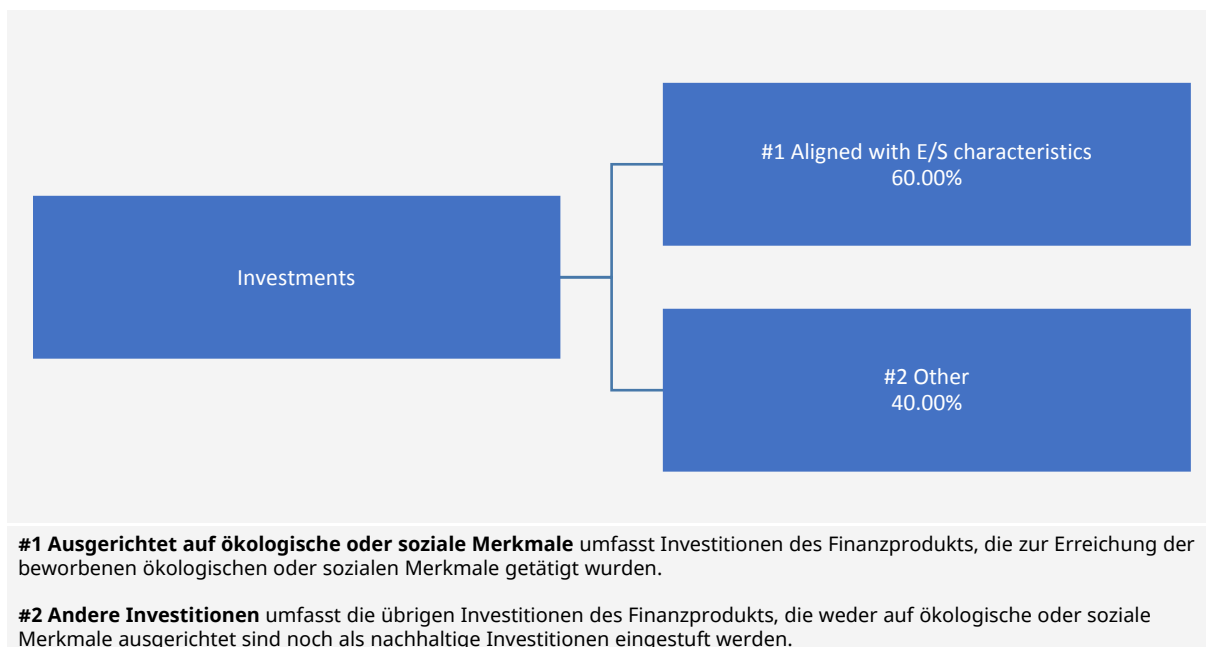 #1 Aligned with E/S characteristics
60.00%
Investments
#2 Other
40.00%
#1 Ausgerichtet auf ökologische oder soziale Merkmale umfasst Investitionen des Finanzprodukts, die zur Erreichung der
beworbenen ökologischen oder sozialen Merkmale getätigt wurden.
#2 Andere Investitionen umfasst die übrigen Investitionen des Finanzprodukts, die weder auf ökologische oder soziale
Merkmale ausgerichtet sind noch als nachhaltige Investitionen eingestuft werden.